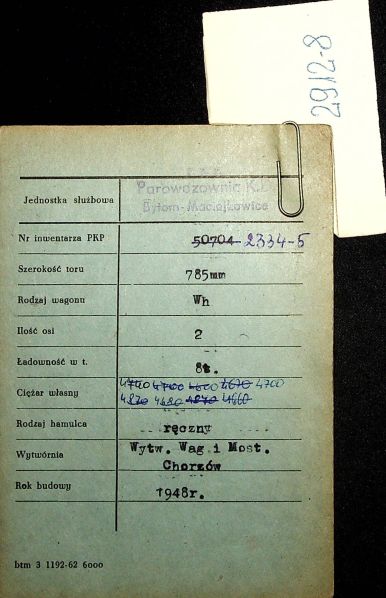 2912-8
Parowozownia K.D.
Jednostka służbowa
Bytom-Maciejkowice
Nr inwentarza PKP 50704 2334-5
Szerokość toru 785mm
Rodzaj wagonu Wh
Ilość osi 2
Ładowność w t. 8t.
4740 4700 4600 4670 4700
Ciężar własny
4870 4680 4870 4660
Rodzaj hamulca ręczny
Wytw. Wag.i Most.
Wytwórnia
Chorzów
Rok budowy 1948r.
btm 3 1192-62 6000